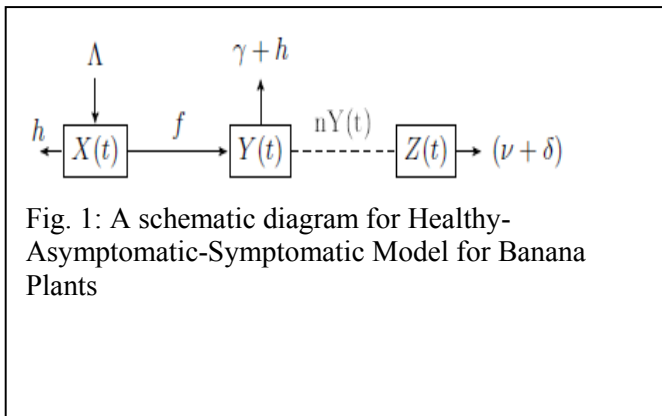 Λ γ + h
h X(t) f Y(t) nY(t) Z(t) (ν + δ)
Fig. 1: A schematic diagram for Healthy-
Asymptomatic-Symptomatic Model for Banana
Plants